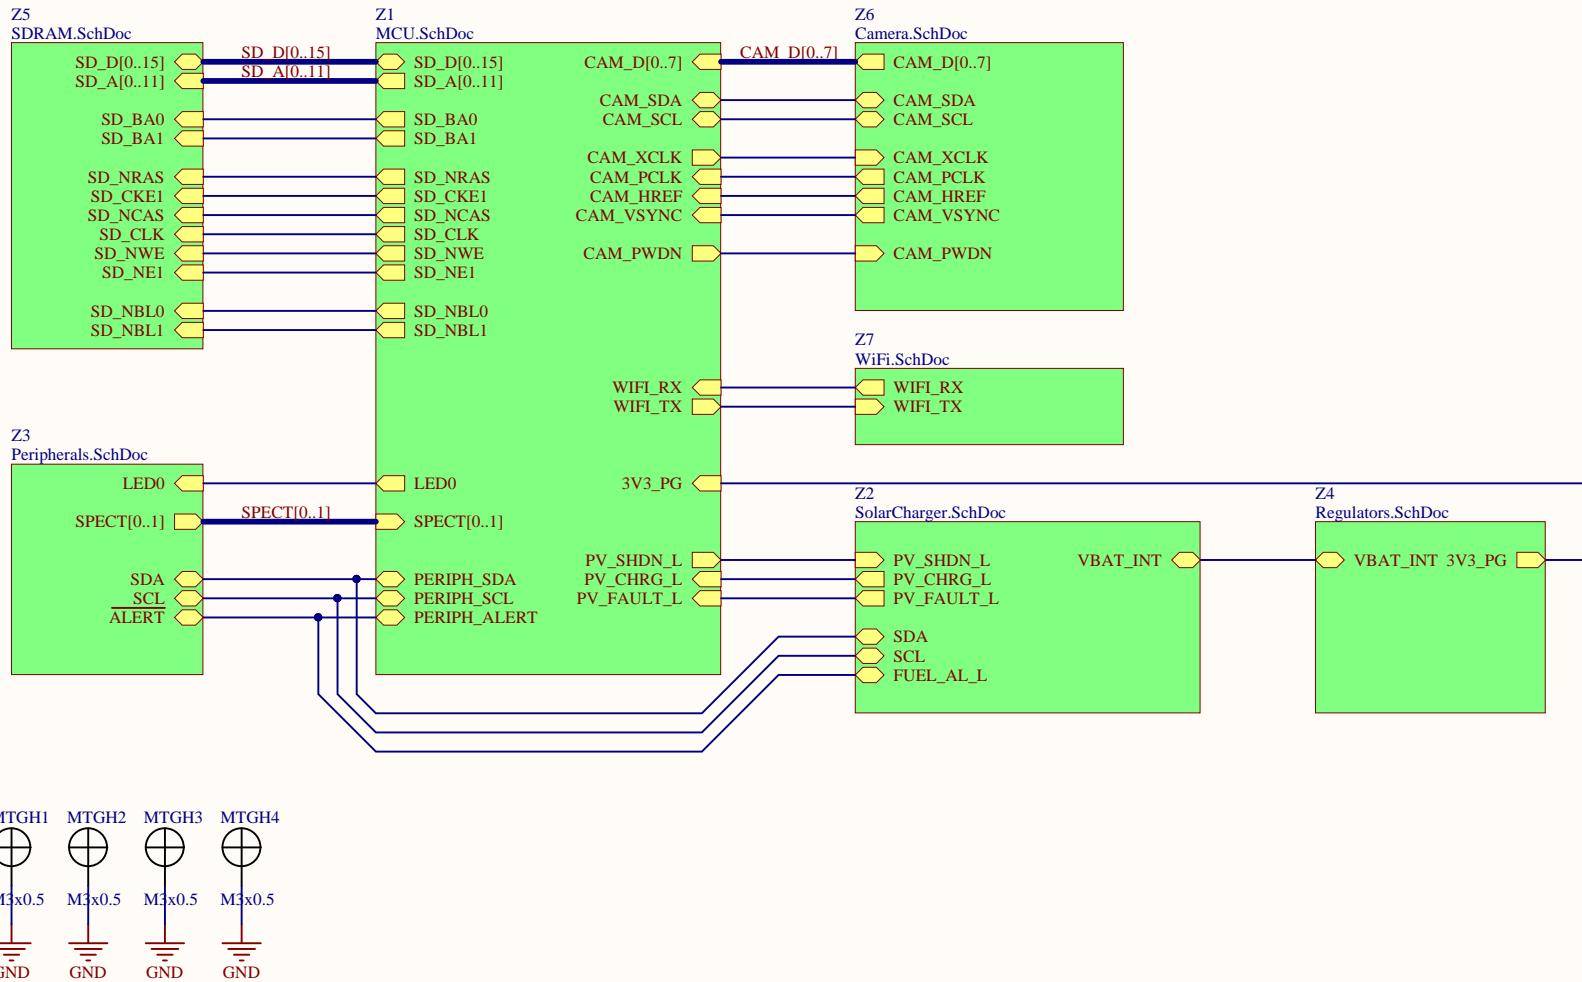 Z5
SDRAM.SchDoc
SD_D[0..15]
SD_A[0..11]
SD_BA0
SD_BA1
SD_NRAS
SD_CKE1
SD_NCAS
SD_CLK
SD_NWE
SD_NE1
SD_NBL0
SD_NBL1
SD_D[0..15]
SD_A[0..11]
Z1
MCU.SchDoc
SD_D[0..15]
SD_A[0..11]
SD_BA0
SD_BA1
SD_NRAS
SD_CKE1
SD_NCAS
SD_CLK
SD_NWE
SD_NE1
SD_NBL0
SD_NBL1
LED0
SPECT[0..1]
PERIPH_SDA
PERIPH_SCL
PERIPH_ALERT
CAM_D[0..7]
CAM_SDA
CAM_SCL
CAM_XCLK
CAM_PCLK
CAM_HREF
CAM_VSYNC
CAM_PWDN
WIFI_RX
WIFI_TX
3V3_PG
PV_SHDN_L
PV_CHRG_L
PV_FAULT_L
CAM_D[0..7]
Z6
Camera.SchDoc
CAM_D[0..7]
CAM_SDA
CAM_SCL
CAM_XCLK
CAM_PCLK
CAM_HREF
CAM_VSYNC
CAM_PWDN
Z7
WiFi.SchDoc
WIFI_RX
WIFI_TX
Z3
Peripherals.SchDoc
LED0
SPECT[0..1]
SDA
SCL
ALERT
SPECT[0..1]
Z2
SolarCharger.SchDoc
PV_SHDN_L
PV_CHRG_L
PV_FAULT_L
SDA
SCL
FUEL_AL_L
VBAT_INT
Z4
Regulators.SchDoc
VBAT_INT 3V3_PG
MTGH1 MTGH2 MTGH3 MTGH4
M3x0.5 M3x0.5 M3x0.5 M3x0.5
GND GND GND GND